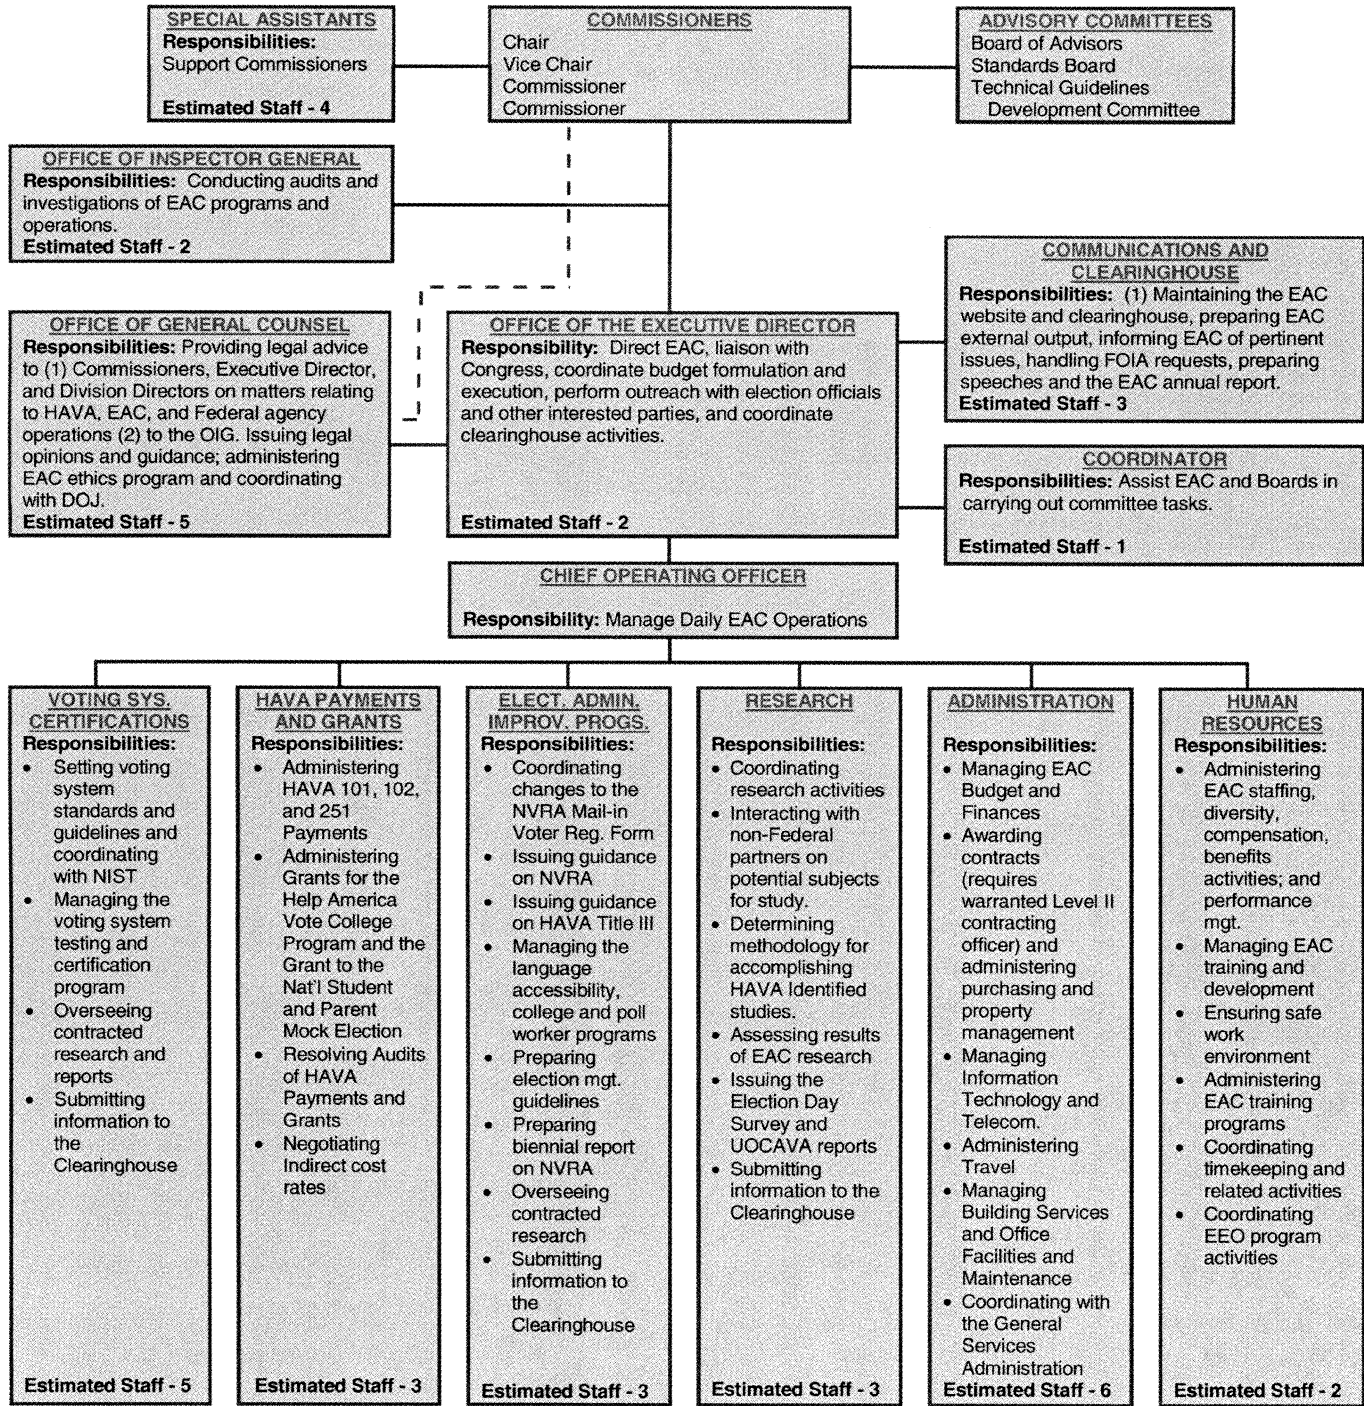 SPECIAL ASSISTANTS
Responsibilities:
Support Commissioners
Estimated Staff - 4
COMMISSIONERS
Chair
Vice Chair
Commissioner
Commissioner
ADVISORY COMMITTEES
Board of Advisors
Standards Board
Technical Guidelines
Development Committee
OFFICE OF INSPECTOR GENERAL
Responsibilities: Conducting audits and
investigations of EAC programs and
operations.
Estimated Staff - 2
COMMUNICATIONS AND
CLEARINGHOUSE
Responsibilities: (1) Maintaining the EAC
website and clearinghouse, preparing EAC
external output, informing EAC of pertinent
issues, handling FOIA requests, preparing
speeches and the EAC annual report.
Estimated Staff - 3
OFFICE OF GENERAL COUNSEL
Responsibilities: Providing legal advice
to (1) Commissioners, Executive Director,
and Division Directors on matters relating
to HAVA, EAC, and Federal agency
operations (2) to the OIG. Issuing legal
opinions and guidance; administering
EAC ethics program and coordinating
with DOJ.
Estimated Staff - 5
OFFICE OF THE EXECUTIVE DIRECTOR
Responsibility: Direct EAC, liaison with
Congress, coordinate budget formulation and
execution, perform outreach with election officials
and other interested parties, and coordinate
clearinghouse activities.
Estimated Staff - 2
COORDINATOR
Responsibilities: Assist EAC and Boards in
carrying out committee tasks.
Estimated Staff - 1
CHIEF OPERATING OFFICER
Responsibility: Manage Daily EAC Operations
VOTING SYS.
CERTIFICATIONS
Responsibilities:
• Setting voting
system
standards and
guidelines and
coordinating
with NIST
• Managing the
voting system
testing and
certification
program
• Overseeing
contracted
research and
reports
• Submitting
information to
the
Clearinghouse
Estimated Staff - 5
HAVA PAYMENTS
AND GRANTS
Responsibilities:
• Administering
HAVA 101, 102,
and 251
Payments
• Administering
Grants for the
Help America
Vote College
Program and the
Grant to the
Nat'l Student
and Parent
Mock Election
• Resolving Audits
of HAVA
Payments and
Grants
• Negotiating
Indirect cost
rates
Estimated Staff - 3
ELECT. ADMIN.
IMPROV. PROGS.
Responsibilities:
• Coordinating
changes to the
NVRA Mail-in
Voter Reg. Form
• Issuing guidance
on NVRA
• Issuing guidance
on HAVA Title III
• Managing the
language
accessibility,
college and poll
worker programs
• Preparing
election mgt.
guidelines
• Preparing
biennial report
on NVRA
• Overseeing
contracted
research
• Submitting
information to
the
Clearinghouse
Estimated Staff - 3
RESEARCH
Responsibilities:
• Coordinating
research activities
• Interacting with
non-Federal
partners on
potential subjects
for study.
• Determining
methodology for
accomplishing
HAVA Identified
studies.
• Assessing results
of EAC research
• Issuing the
Election Day
Survey and
UOCAVA reports
• Submitting
information to the
Clearinghouse
Estimated Staff - 3
ADMINISTRATION
Responsibilities:
• Managing EAC
Budget and
Finances
• Awarding
contracts
(requires
warranted Level II
contracting
officer) and
administering
purchasing and
property
management
• Managing
Information
Technology and
Telecom.
• Administering
Travel
• Managing
Building Services
and Office
Facilities and
Maintenance
• Coordinating with
the General
Services
Administration
Estimated Staff - 6
HUMAN
RESOURCES
Responsibilities:
• Administering
EAC staffing,
diversity,
compensation,
benefits
activities; and
performance
mgt.
• Managing EAC
training and
development
• Ensuring safe
work
environment
• Administering
EAC training
programs
• Coordinating
timekeeping and
related activities
• Coordinating
EEO program
activities
Estimated Staff - 2